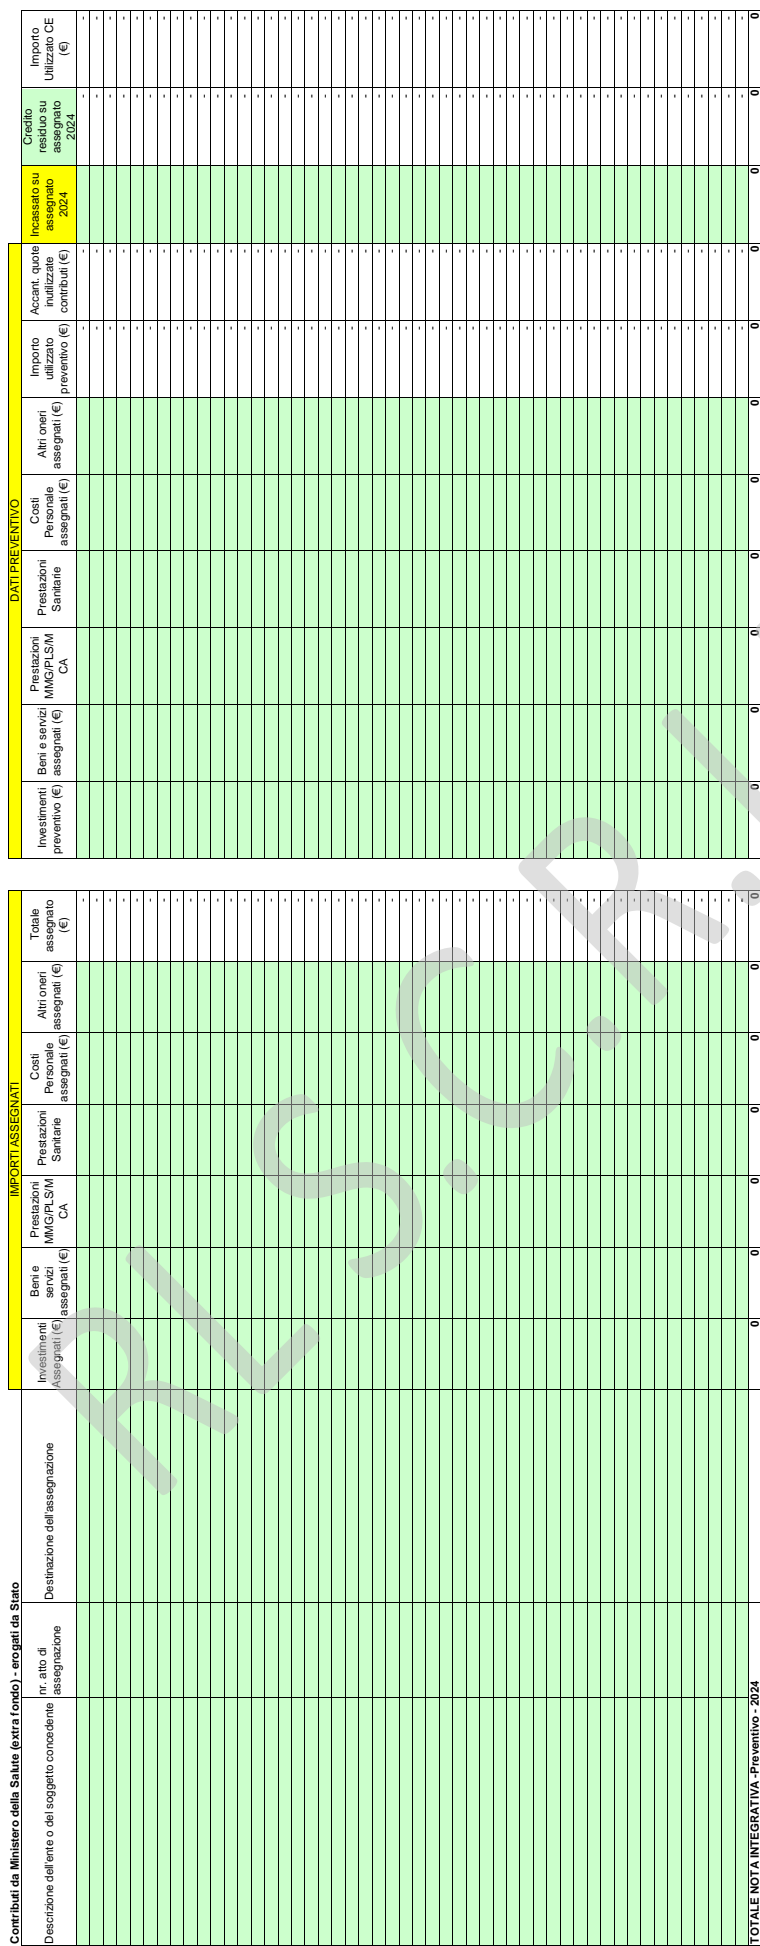 Contributi da Ministero della Salute (extra fondo) - erogati da Stato
IMPORTI ASSEGNATI
DATI PREVENTIVO
Descrizione dell'ente o del soggetto concedente
nr. atto di
assegnazione
Destinazione dell'assegnazione
Investimenti
Assegnati (€)
Beni e
servizi
assegnati (€)
Prestazioni
MMG/PLS/M
CA
Prestazioni
Sanitarie
Costi
Personale
assegnati (€)
Altri oneri
assegnati (€)
Totale
assegnato
(€)
Investimenti
preventivo (€)
Beni e servizi
assegnati (€)
Prestazioni
MMG/PLS/M
CA
Prestazioni
Sanitarie
Costi
Personale
assegnati (€)
Altri oneri
assegnati (€)
Importo
utilizzato
preventivo (€)
Accant. quote
inutilizzate
contributi (€)
Incassato su
assegnato
2024
Credito
residuo su
assegnato
2024
Importo
Utilizzato CE
(€)
TOTALE NOTA INTEGRATIVA -Preventivo - 2024 0 0 0 0 0 0 0 0 0 0 0 0 0 0 0 0 0 0
RL S.C.R.I